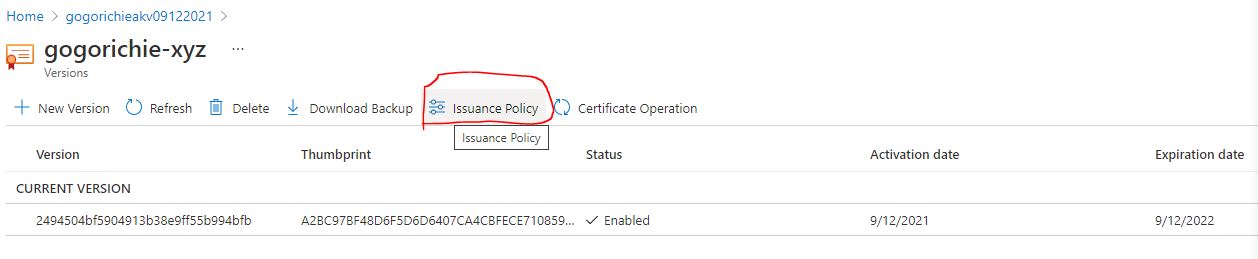 Home > gogorichieakv09122021 >
gogorichie-xyz ...
Versions
New Version Refresh Delete Download Backup Issuance Policy Certificate Operation
Issuance Policy
Version Thumbprint Status Activation date Expiration date
CURRENT VERSION
2494504bf5904913b38e9ff55b994bfb A2BC97BF48D6F5D6D6407CA4CBFECE710859... Enabled 9/12/2021 9/12/2022